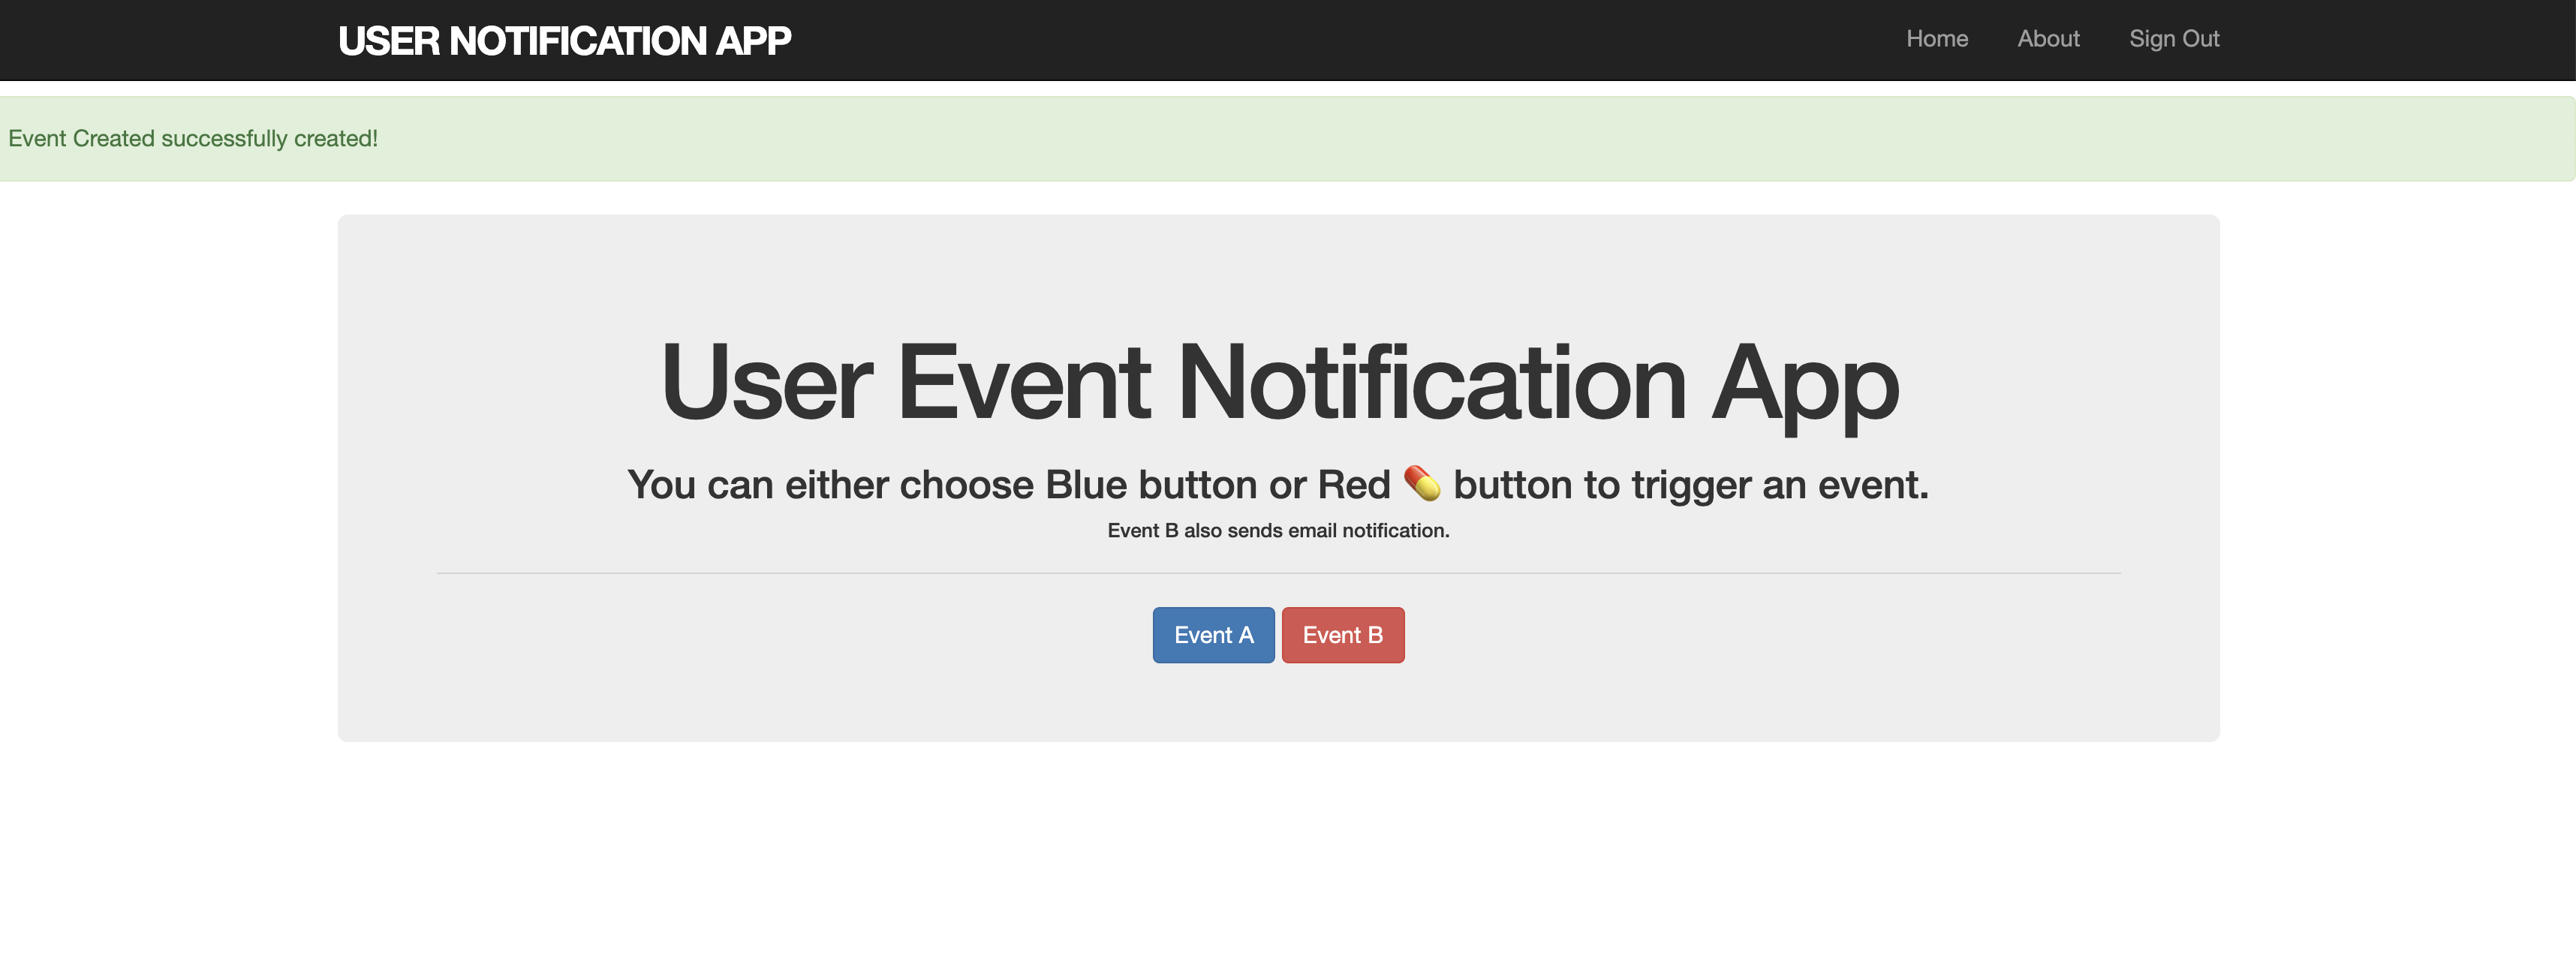 USER NOTIFICATION APP
Home About Sign Out
Event Created successfully created!
User Event Notification App
You can either choose Blue button or Red 💊 button to trigger an event.
Event B also sends email notification.
Event A Event B